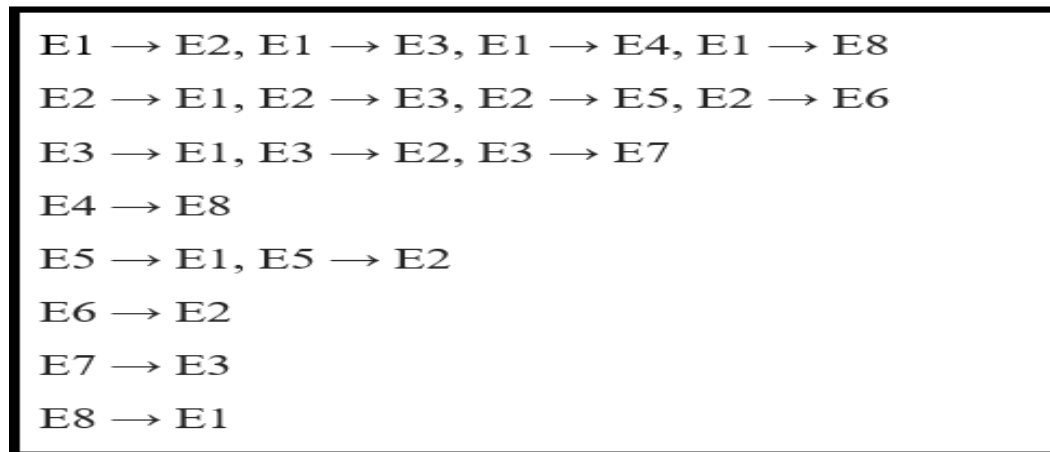 E1 → E2, E1 → E3, E1 → E4, E1 → E8
E2 → E1, E2 → E3, E2 → E5, E2 → E6
E3 → E1, E3 → E2, E3 → E7
E4 → E8
E5 → E1, E5 → E2
E6 → E2
E7 → E3
E8 → E1